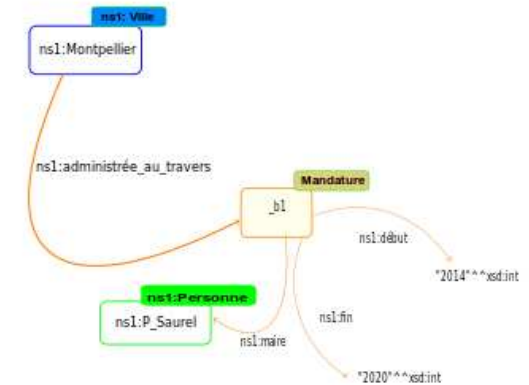 ns1: Ville
ns1:Montpellier
ns1:administrée_au_travers
Mandature
_b1
ns1:début
"2014"^^xsd:int
ns1:Personne
ns1:P_Saurel
ns1:fin
ns1:maire
"2020"^^xsd:int